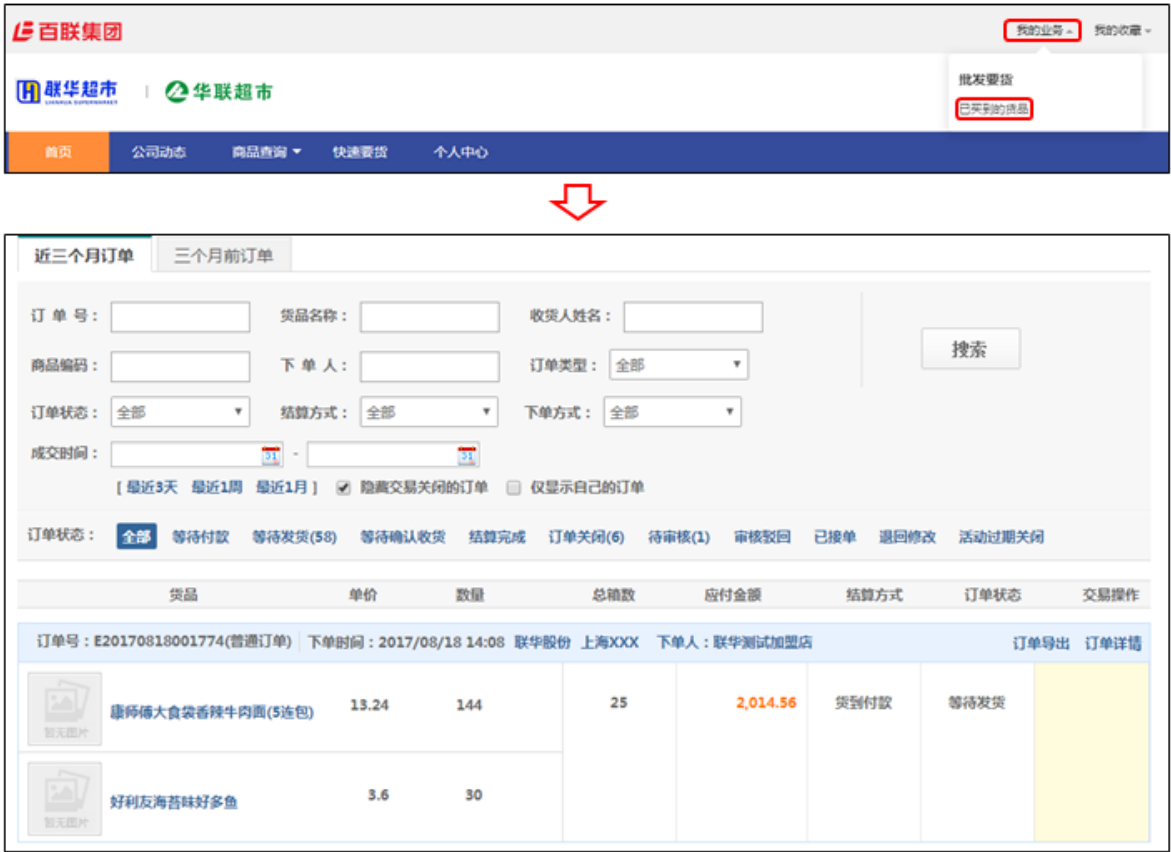 百联集团 我的业务 我的收藏
联华超市 LIANHUA SUPERMARKET 华联超市 批发要货
已买到的货品
首页 公司动态 商品查询 快速要货 个人中心
近三个月订单 三个月前订单
订 单 号： 货品名称： 收货人姓名：
搜索
商品编码： 下 单 人： 订单类型： 全部
订单状态： 全部 结算方式： 全部 下单方式： 全部
成交时间： 31 - 31
[ 最近3天 最近1周 最近1月 ] 隐藏交易关闭的订单 仅显示自己的订单
订单状态： 全部 等待付款 等待发货(58) 等待确认收货 结算完成 订单关闭(6) 待审核(1) 审核驳回 已接单 退回修改 活动过期关闭
货品 单价 数量 总箱数 应付金额 结算方式 订单状态 交易操作
订单号：E20170818001774(普通订单) 下单时间：2017/08/18 14:08 联华股份 上海XXX 下单人：联华测试加盟店 订单导出 订单详情
康师傅大食袋香辣牛肉面(5连包) 13.24 144 25 2,014.56 货到付款 等待发货
暂无图片
好利友海苔味好多鱼 3.6 30
暂无图片